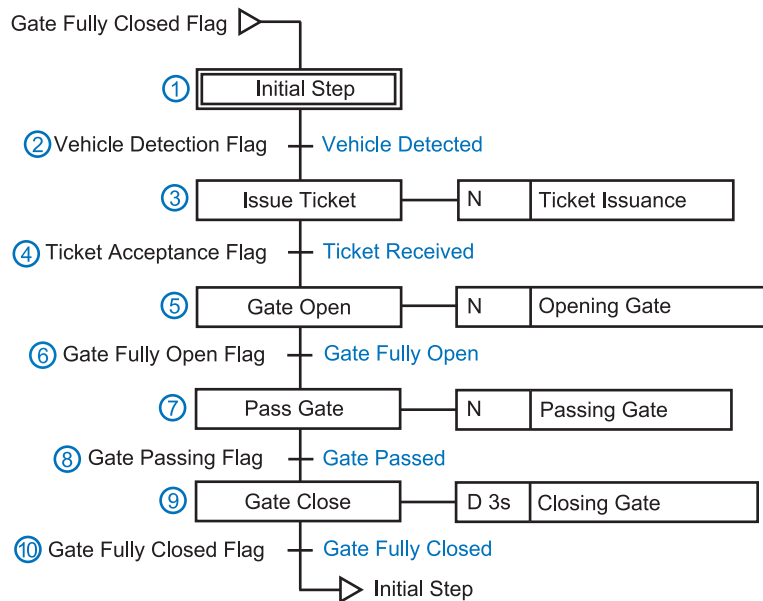 Gate Fully Closed Flag
1 Initial Step
2 Vehicle Detection Flag Vehicle Detected
3 Issue Ticket N Ticket Issuance
4 Ticket Acceptance Flag Ticket Received
5 Gate Open N Opening Gate
6 Gate Fully Open Flag Gate Fully Open
7 Pass Gate N Passing Gate
8 Gate Passing Flag Gate Passed
9 Gate Close D 3s Closing Gate
10 Gate Fully Closed Flag Gate Fully Closed
Initial Step